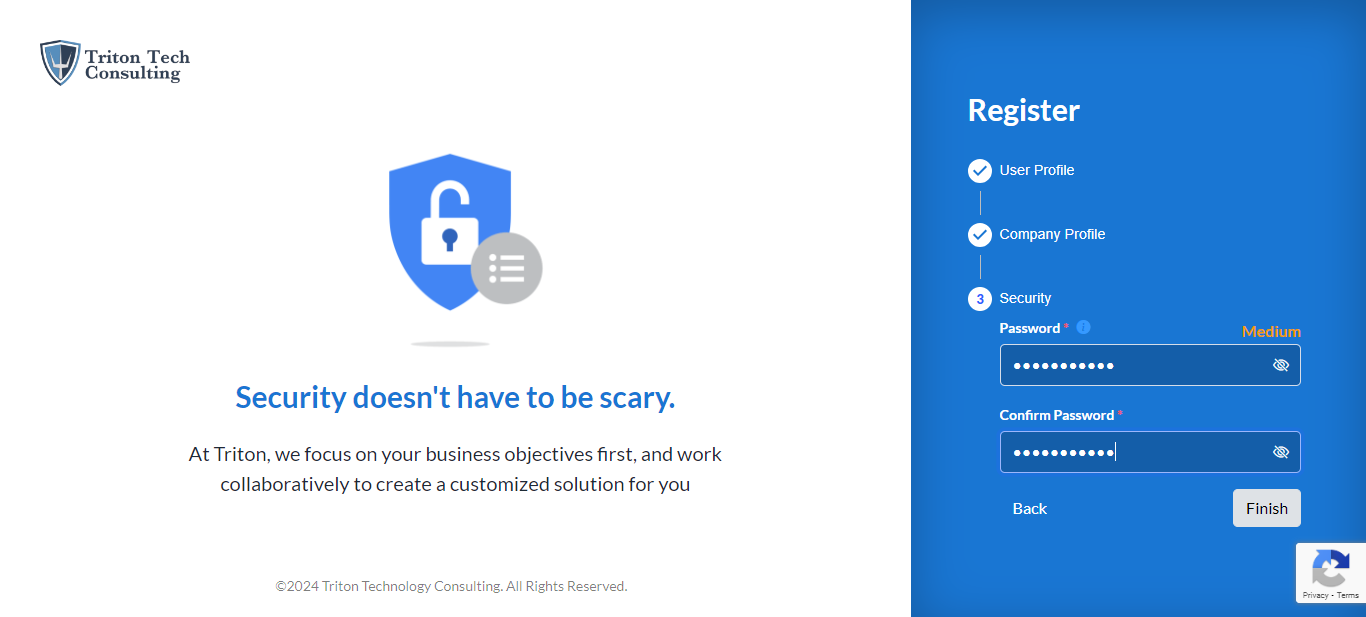 Triton Tech
Consulting
Security doesn't have to be scary.
At Triton, we focus on your business objectives first, and work
collaboratively to create a customized solution for you
©2024 Triton Technology Consulting. All Rights Reserved.
Register
User Profile
Company Profile
3 Security
Password * i Medium
•••••••••••
Confirm Password *
•••••••••••
Back Finish
Privacy - Terms